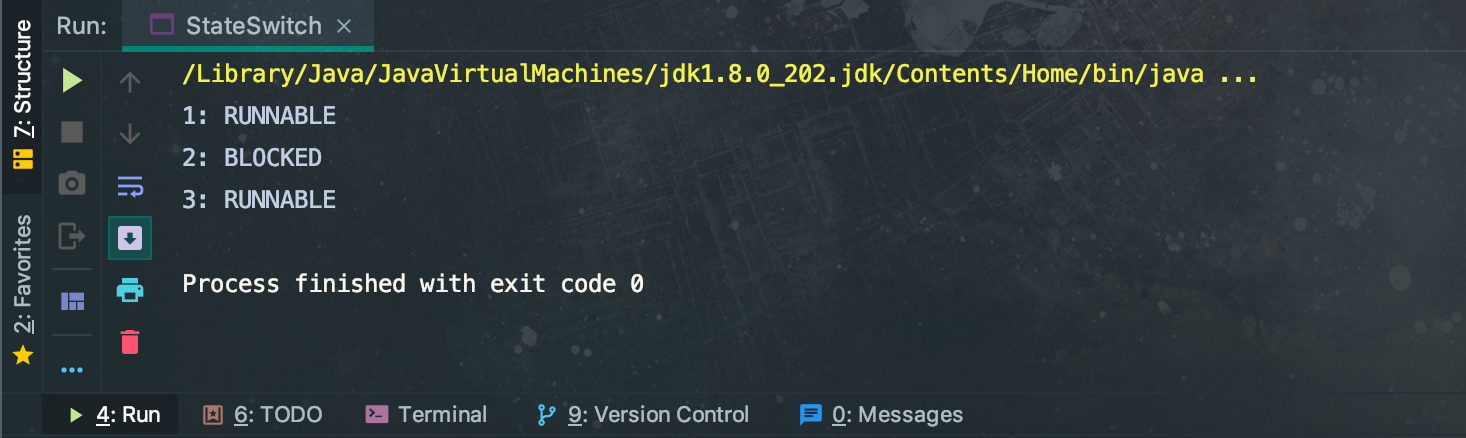 Run: StateSwitch
/Library/Java/JavaVirtualMachines/jdk1.8.0_202.jdk/Contents/Home/bin/java ...
1: RUNNABLE
2: BLOCKED
3: RUNNABLE
Process finished with exit code 0
7: Structure
2: Favorites
4: Run 6: TODO Terminal 9: Version Control 0: Messages